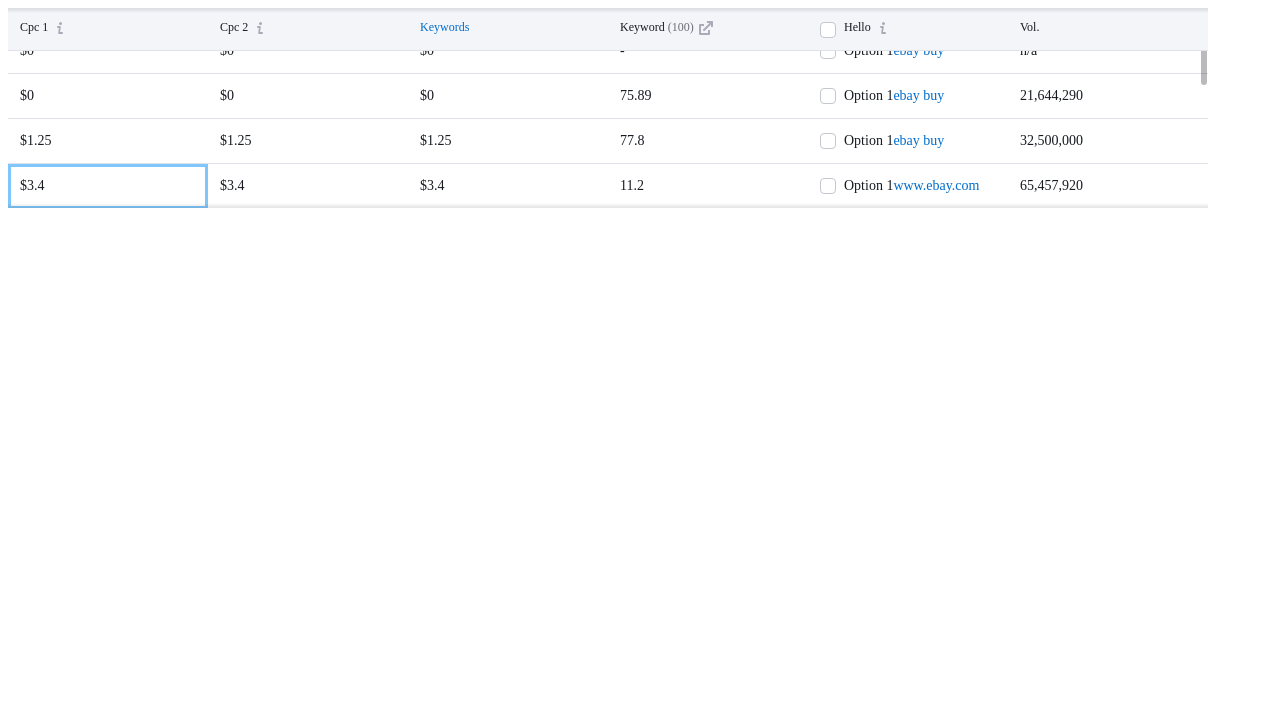 Cpc 1 Cpc 2 Keywords Keyword (100) Hello Vol.
$0 $0 $0 - Option 1ebay buy n/a
$0 $0 $0 75.89 Option 1ebay buy 21,644,290
$1.25 $1.25 $1.25 77.8 Option 1ebay buy 32,500,000
$3.4 $3.4 $3.4 11.2 Option 1www.ebay.com 65,457,920